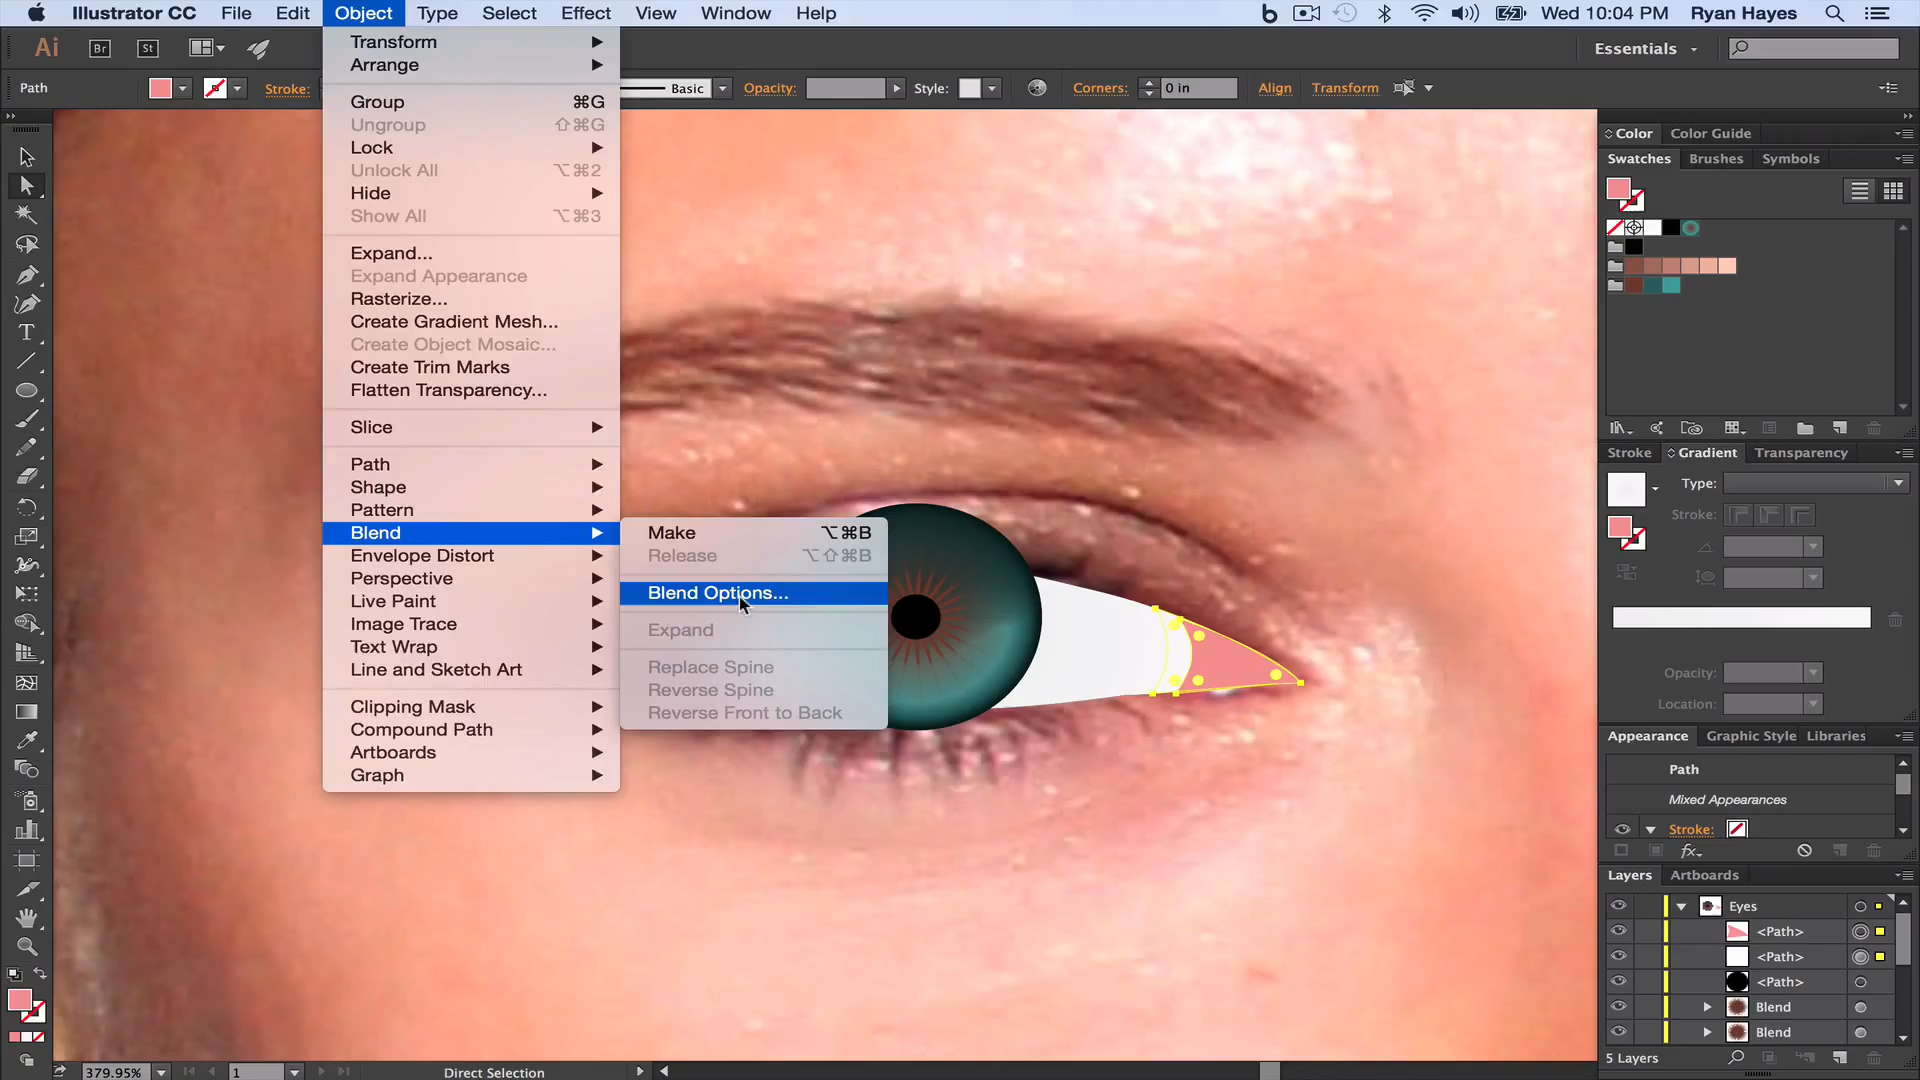 Illustrator CC File Edit Object Type Select Effect View Window Help Wed 10:04 PM Ryan Hayes
Ai Br St Essentials
Path Stroke: Basic Opacity: Style: Corners: 0 in Align Transform
Transform
Arrange
Group ⌘G
Ungroup ⇧⌘G
Lock
Unlock All ⌥⌘2
Hide
Show All ⌥⌘3
Expand...
Expand Appearance
Rasterize...
Create Gradient Mesh...
Create Object Mosaic...
Create Trim Marks
Flatten Transparency...
Slice
Path
Shape
Pattern
Blend
Envelope Distort
Perspective
Live Paint
Image Trace
Text Wrap
Line and Sketch Art
Clipping Mask
Compound Path
Artboards
Graph
Make ⌥⌘B
Release ⌥⇧⌘B
Blend Options...
Expand
Replace Spine
Reverse Spine
Reverse Front to Back
Color Color Guide
Swatches Brushes Symbols
Stroke Gradient Transparency
Type:
Stroke:
Opacity:
Location:
Appearance Graphic Style Libraries
Path
Mixed Appearances
Stroke:
fx
Layers Artboards
Eyes
<Path>
<Path>
<Path>
Blend
Blend
5 Layers
379.95% 1 Direct Selection